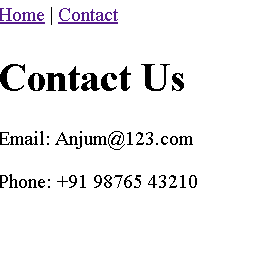 Home | Contact
Contact Us
Email: Anjum@123.com
Phone: +91 98765 43210